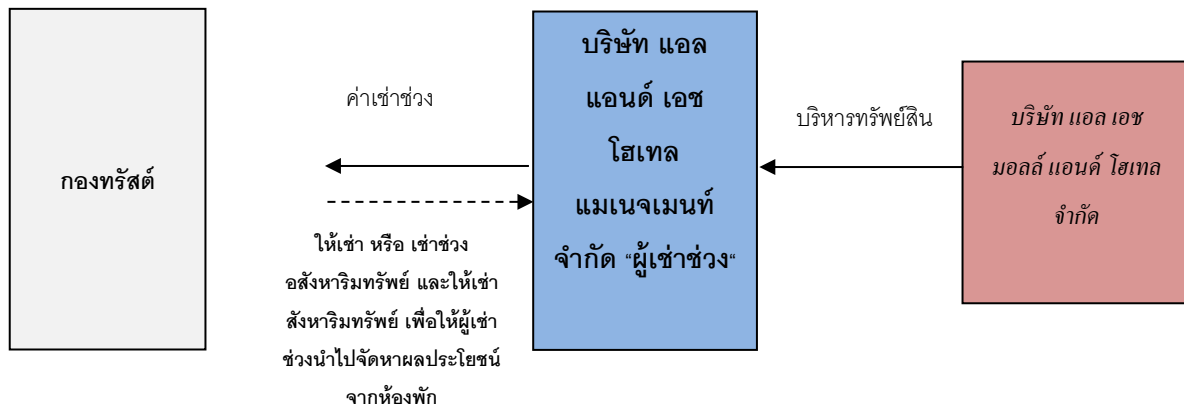 กองทรัสต์
ค่าเช่าช่วง
ให้เช่า หรือ เช่าช่วง
อสังหาริมทรัพย์ และให้เช่า
สังหาริมทรัพย์ เพื่อให้ผู้เช่า
ช่วงนำไปจัดหาผลประโยชน์
จากห้องพัก
บริษัท แอล
แอนด์ เอช
โฮเทล
แมเนจเมนท์
จำกัด "ผู้เช่าช่วง"
บริหารทรัพย์สิน
บริษัท แอล เอช
มอลล์ แอนด์ โฮเทล
จำกัด